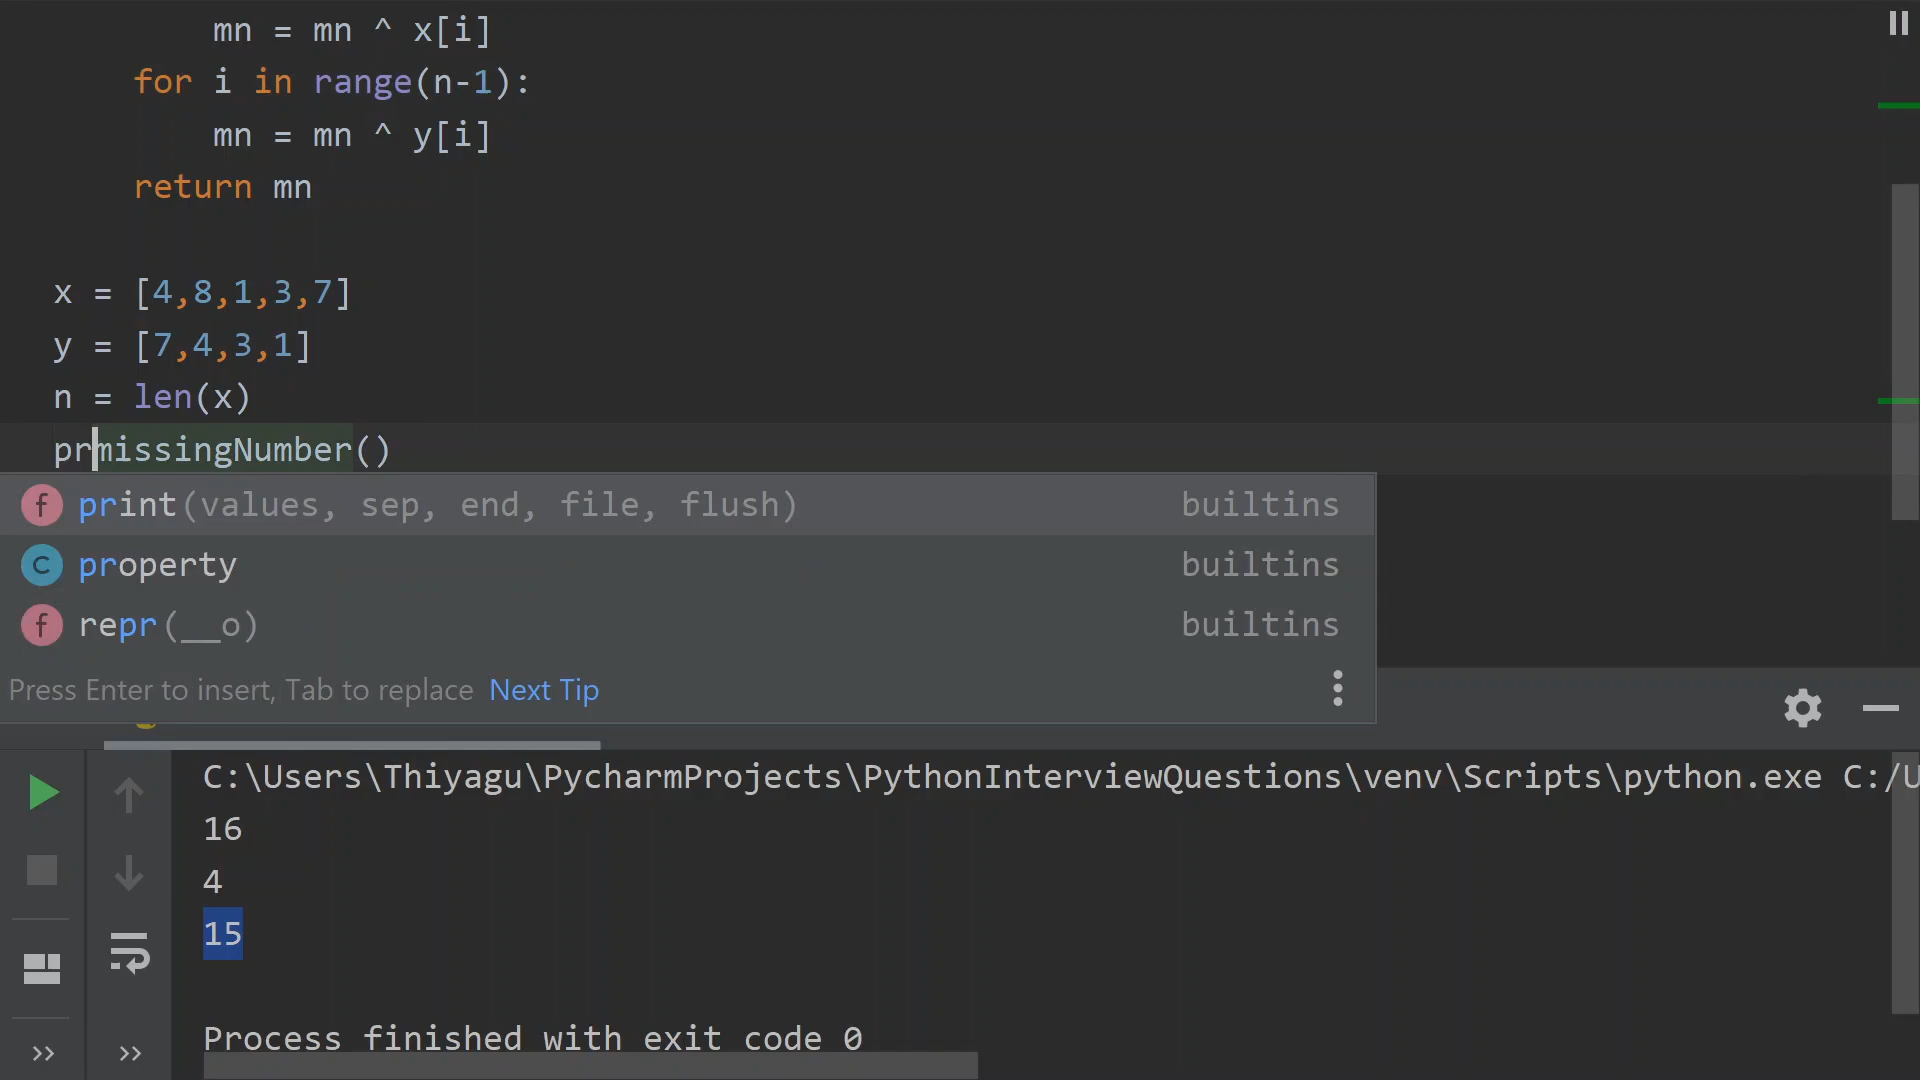 mn = mn ^ x[i]
for i in range(n-1):
mn = mn ^ y[i]
return mn
x = [4,8,1,3,7]
y = [7,4,3,1]
n = len(x)
prmissingNumber()
f print(values, sep, end, file, flush) builtins
C property builtins
f repr(__o) builtins
Press Enter to insert, Tab to replace Next Tip
C:\Users\Thiyagu\PycharmProjects\PythonInterviewQuestions\venv\Scripts\python.exe C:/U
16
4
15
Process finished with exit code 0